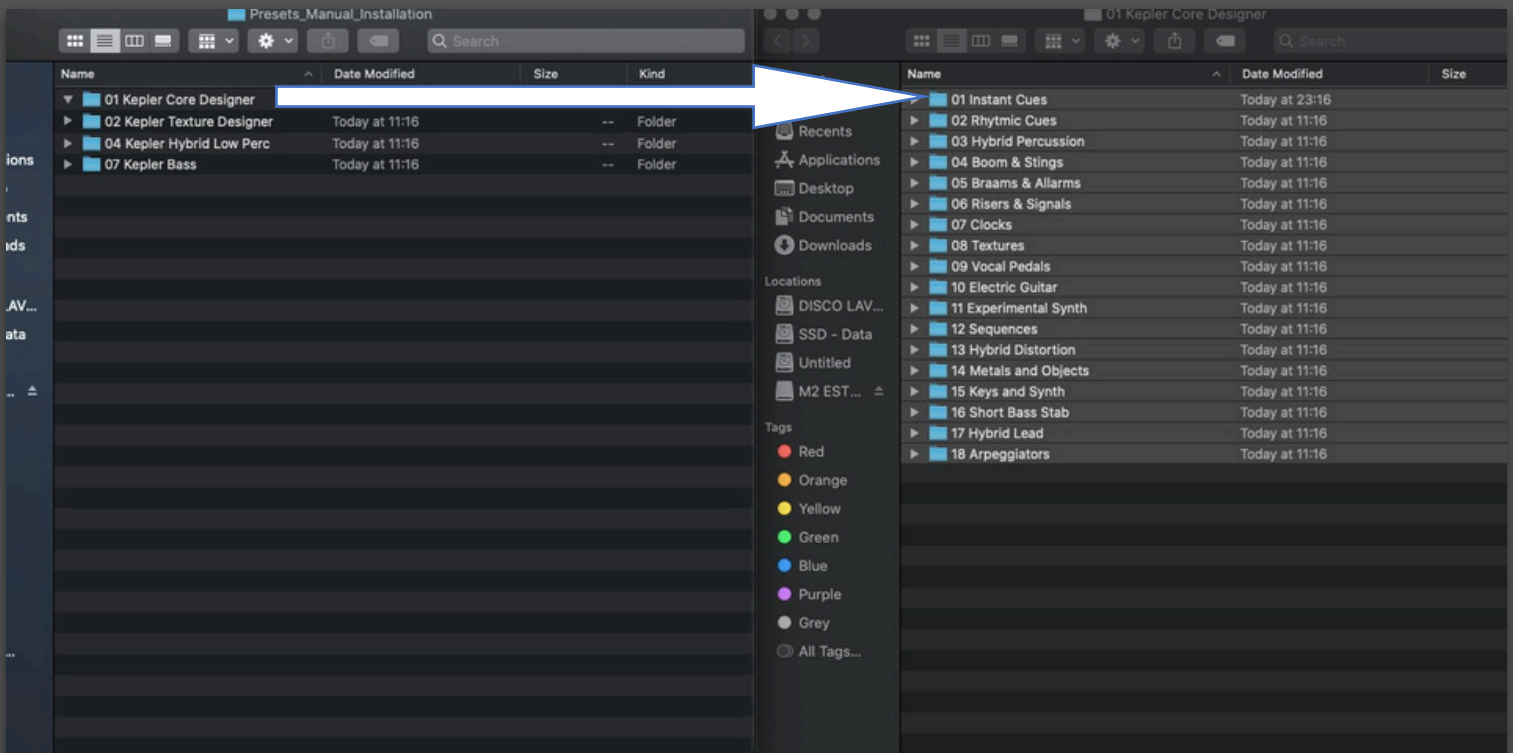 Presets_Manual_Installation
Search
Name Date Modified Size Kind
01 Kepler Core Designer
02 Kepler Texture Designer Today at 11:16 -- Folder
04 Kepler Hybrid Low Perc Today at 11:16 -- Folder
07 Kepler Bass Today at 11:16 -- Folder
ions
nts
ads
.AV...
ata
01 Kepler Core Designer
Search
Recents
Applications
Desktop
Documents
Downloads
Locations
DISCO LAV...
SSD - Data
Untitled
M2 EST...
Tags
Red
Orange
Yellow
Green
Blue
Purple
Grey
All Tags...
Name Date Modified Size
01 Instant Cues Today at 23:16
02 Rhytmic Cues Today at 11:16
03 Hybrid Percussion Today at 11:16
04 Boom & Stings Today at 11:16
05 Braams & Allarms Today at 11:16
06 Risers & Signals Today at 11:16
07 Clocks Today at 11:16
08 Textures Today at 11:16
09 Vocal Pedals Today at 11:16
10 Electric Guitar Today at 11:16
11 Experimental Synth Today at 11:16
12 Sequences Today at 11:16
13 Hybrid Distortion Today at 11:16
14 Metals and Objects Today at 11:16
15 Keys and Synth Today at 11:16
16 Short Bass Stab Today at 11:16
17 Hybrid Lead Today at 11:16
18 Arpeggiators Today at 11:16